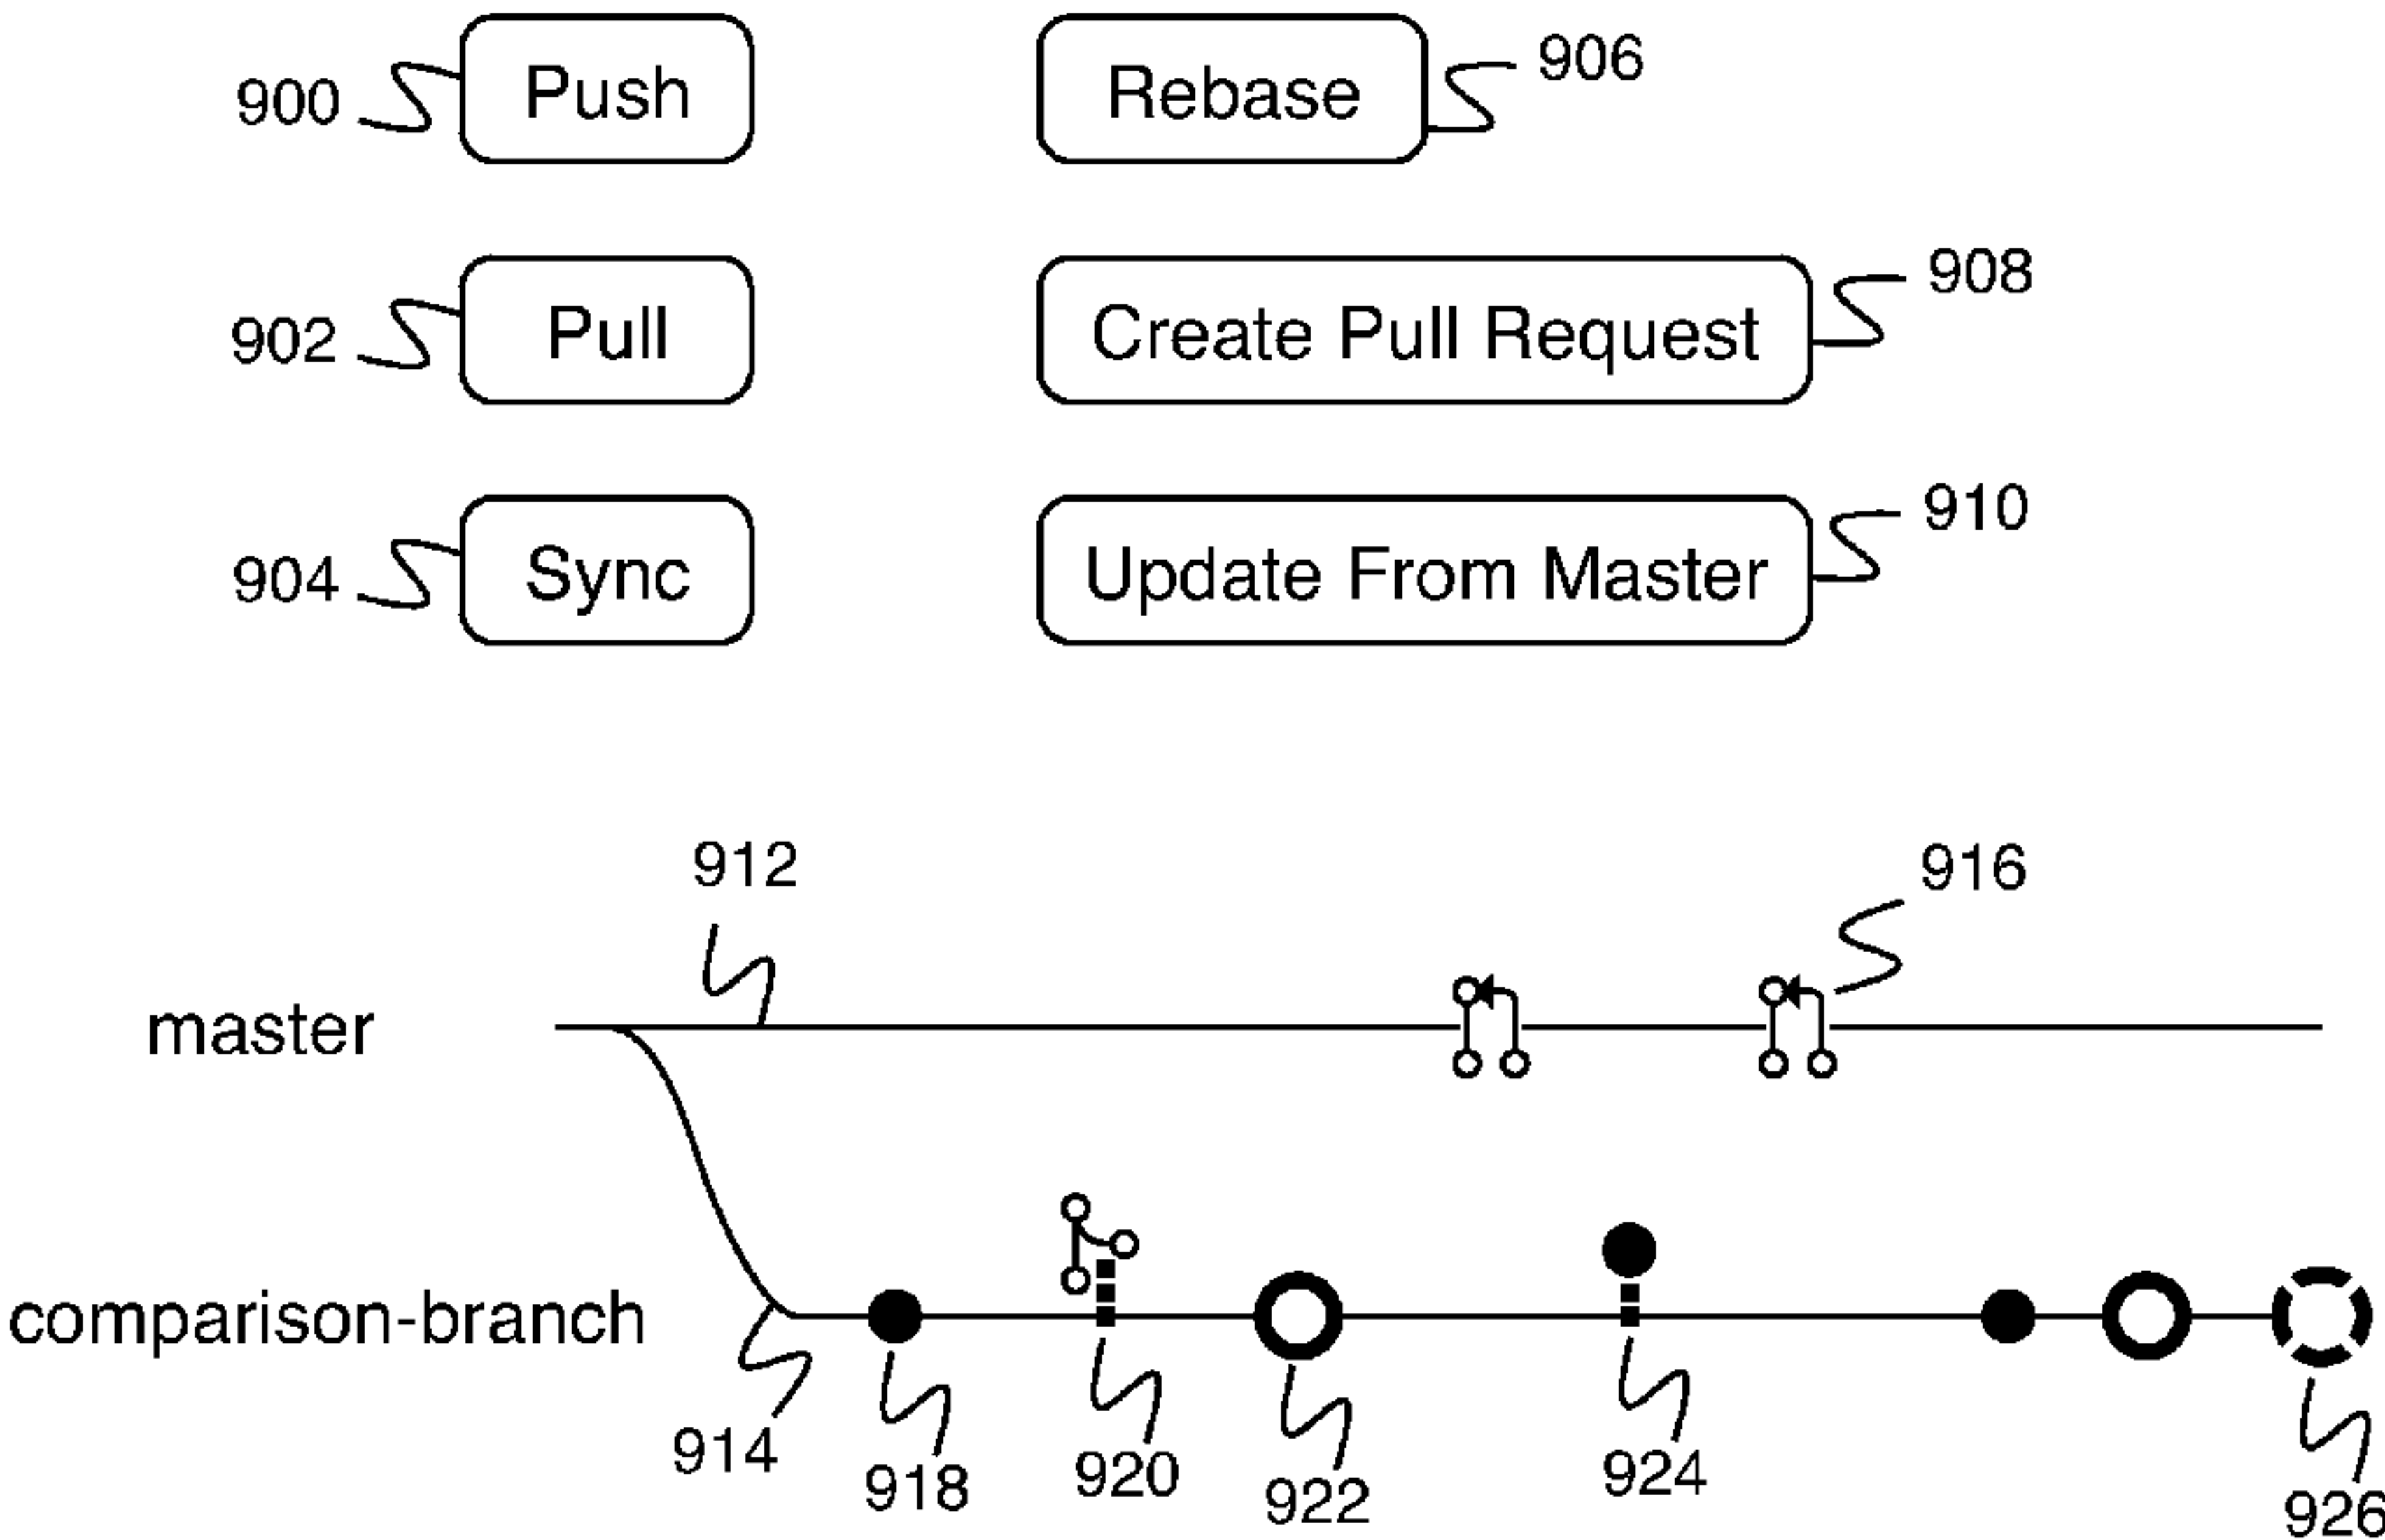 900 Push Rebase 906
902 Pull Create Pull Request 908
904 Sync Update From Master 910
912 916
master
comparison-branch
914 918 920 922 924 926